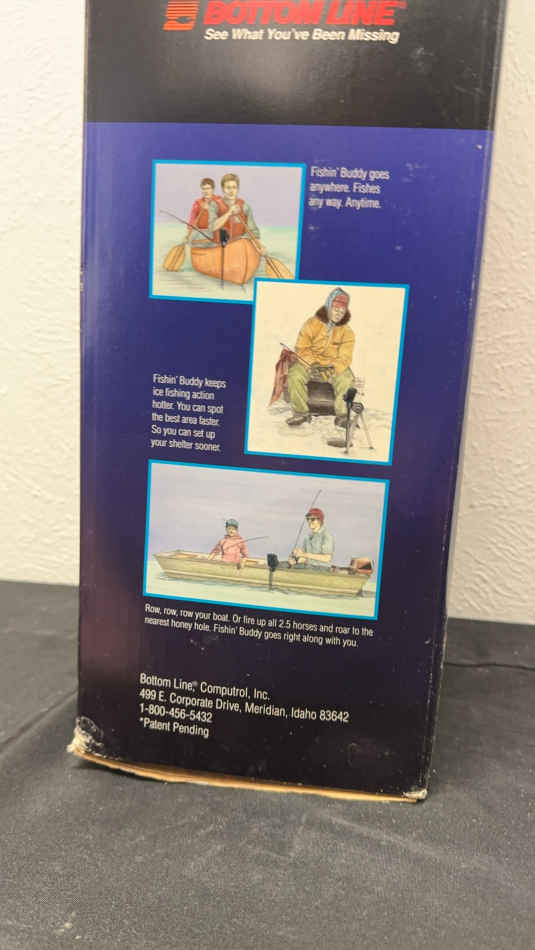 BOTTOM LINE®
See What You've Been Missing
Fishin' Buddy goes
anywhere. Fishes
any way. Anytime.
Fishin' Buddy keeps
ice fishing action
hotter. You can spot
the best area faster.
So you can set up
your shelter sooner.
Row, row, row your boat. Or fire up all 2.5 horses and roar to the
nearest honey hole. Fishin' Buddy goes right along with you.
Bottom Line,® Computrol, Inc.
499 E. Corporate Drive, Meridian, Idaho 83642
1-800-456-5432
*Patent Pending